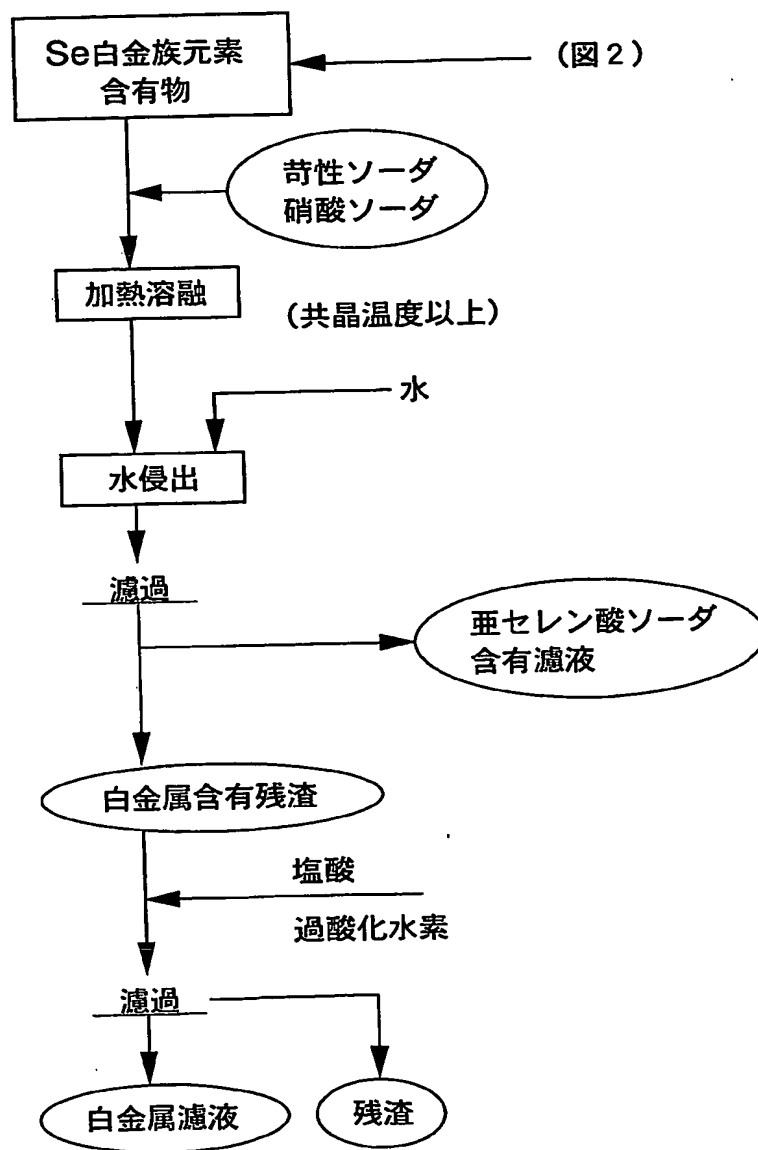 Se白金族元素
含有物
(図2)
苛性ソーダ
硝酸ソーダ
加熱溶融
(共晶温度以上)
水
水侵出
濾過
亜セレン酸ソーダ
含有濾液
白金属含有残渣
塩酸
過酸化水素
濾過
白金属濾液
残渣